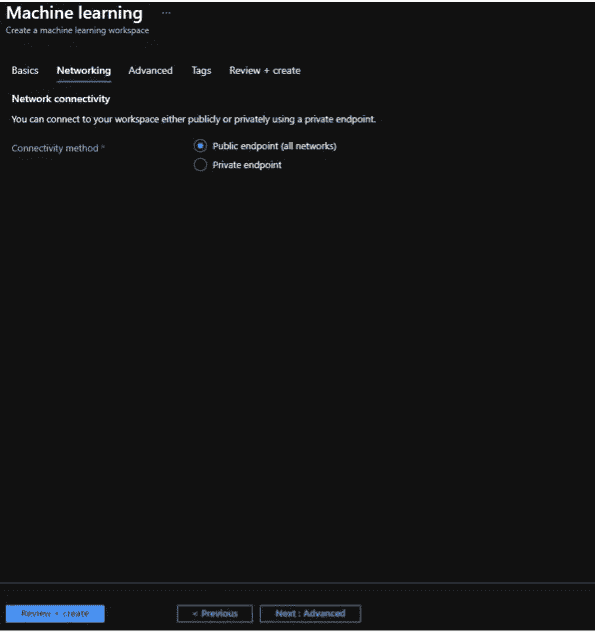 Machine learning ...
Create a machine learning workspace
Basics Networking Advanced Tags Review + create
Network connectivity
You can connect to your workspace either publicly or privately using a private endpoint.
Connectivity method * Public endpoint (all networks)
Private endpoint
Review + create < Previous Next : Advanced